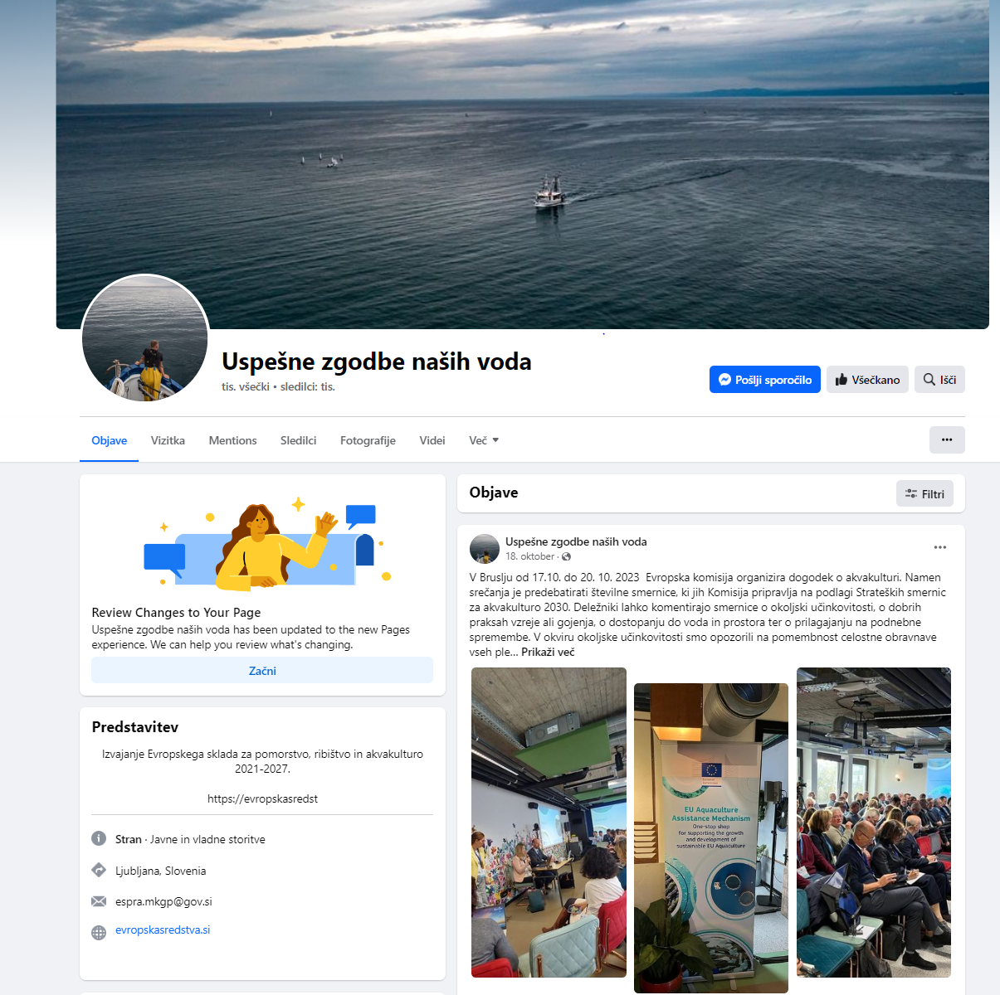 Uspešne zgodbe naših voda
tis. všečki • sledilci: tis.
Pošlji sporočilo
Všečkano
Išči
Objave
Vizitka
Mentions
Sledilci
Fotografije
Videi
Več
Review Changes to Your Page
Uspešne zgodbe naših voda has been updated to the new Pages
experience. We can help you review what's changing.
Začni
Predstavitev
Izvajanje Evropskega sklada za pomorstvo, ribištvo in akvakulturo
2021-2027.
https://evropskasredst
Stran · Javne in vladne storitve
Ljubljana, Slovenia
espra.mkgp@gov.si
evropskasredstva.si
Objave
Filtri
Uspešne zgodbe naših voda
18. oktober ·
V Bruslju od 17.10. do 20. 10. 2023 Evropska komisija organizira dogodek o akvakulturi. Namen
srečanja je predebatirati številne smernice, ki jih Komisija pripravlja na podlagi Strateških smernic
za akvakulturo 2030. Deležniki lahko komentirajo smernice o okoljski učinkovitosti, o dobrih
praksah vzreje ali gojenja, o dostopanju do voda in prostora ter o prilagajanju na podnebne
spremembe. V okviru okoljske učinkovitosti smo opozorili na pomembnost celostne obravnave
vseh ple... Prikaži več
EU Aquaculture
Assistance Mechanism
One-stop shop
for supporting the growth
and development of
sustainable EU Aquaculture